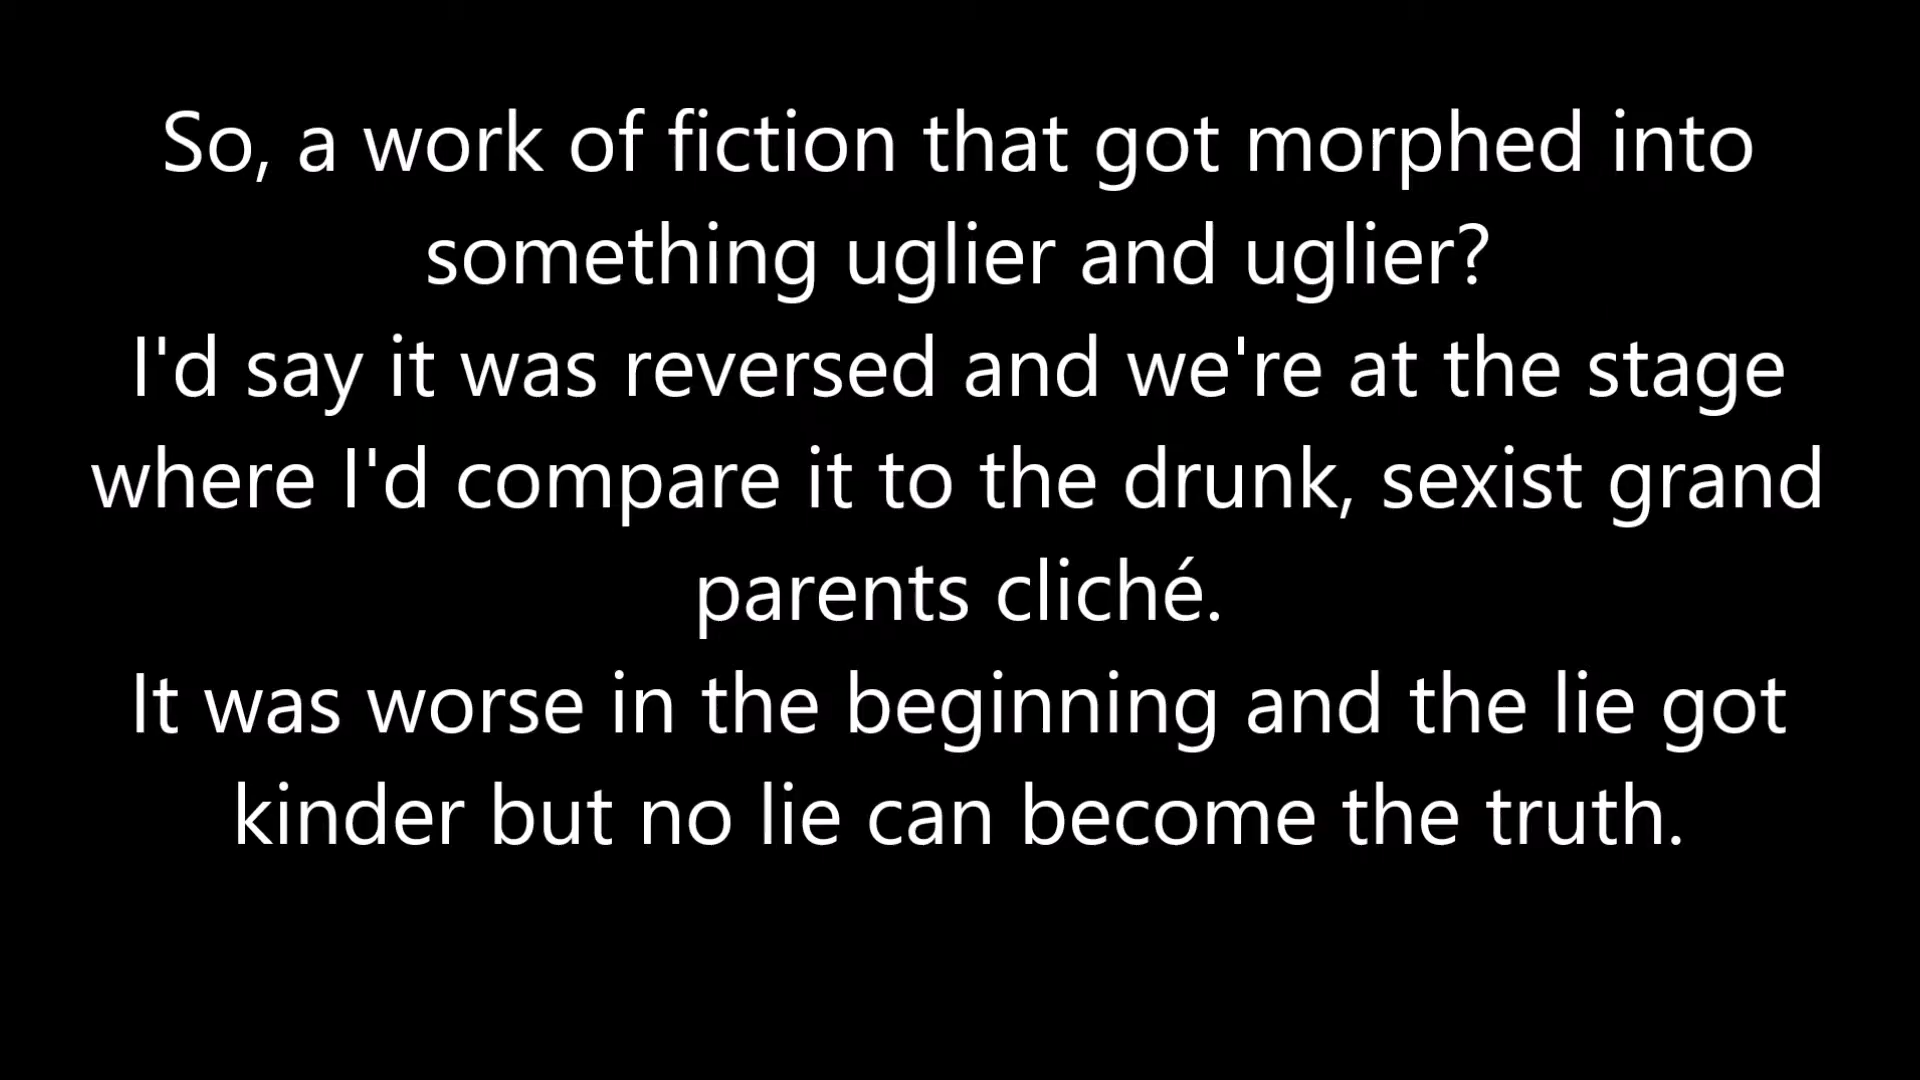 So, a work of fiction that got morphed into
something uglier and uglier?
I'd say it was reversed and we're at the stage
where I'd compare it to the drunk, sexist grand
parents cliché.
It was worse in the beginning and the lie got
kinder but no lie can become the truth.